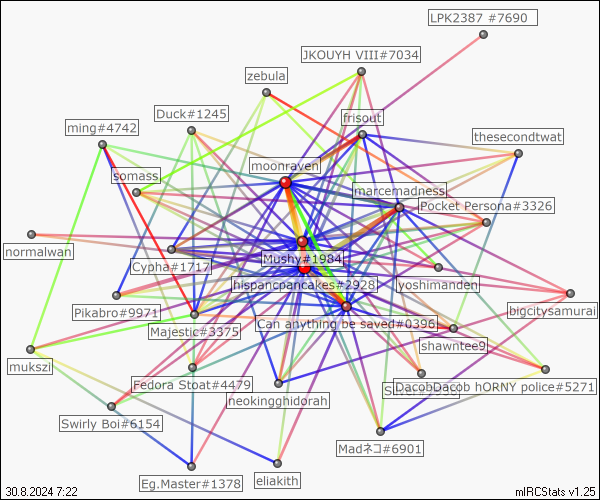 LPK2387 #7690
JKOUYH VIII#7034
zebula
Duck#1245
frisout
ming#4742
thesecondtwat
moonraven
somass
marcemadness
Pocket Persona#3326
normalwan
Mushy#1984
Cypha#1717
hispancpancakes#2928
yoshimanden
Pikabro#9971
bigcitysamurai
Can anything be saved#0396
Majestic#3375
shawntee9
mukszi
Fedora Stoat#4479
DacobDacob hORNY police#5271
neokingghidorah
Swirly Boi#6154
Madネコ#6901
Eg.Master#1378
eliakith
30.8.2024 7:22
mIRCStats v1.25